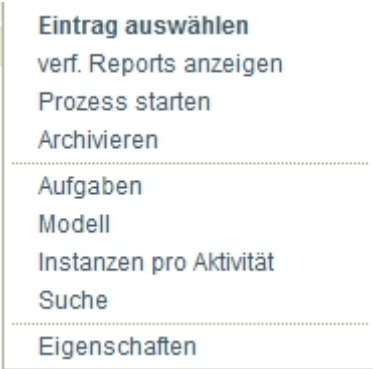 Eintrag auswählen
verf. Reports anzeigen
Prozess starten
Archivieren
Aufgaben
Modell
Instanzen pro Aktivität
Suche
Eigenschaften